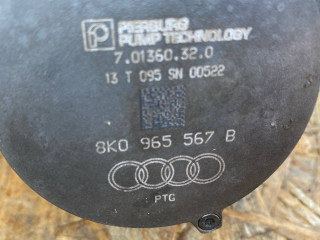 PIERBURG
PUMP TECHNOLOGY
7.01360.32.0
13 T 095 SN 00522
8K0 965 567 B
PTG